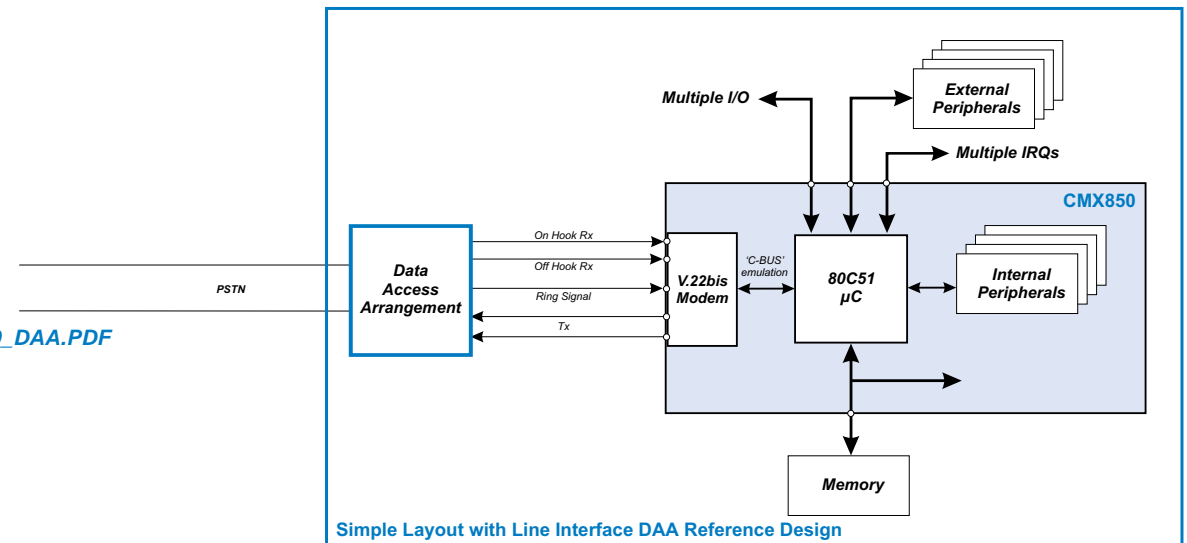 Multiple I/O
External
Peripherals
Multiple IRQs
CMX850
On Hook Rx
Off Hook Rx
Ring Signal
Tx
Data
Access
Arrangement
PSTN
V.22bis
Modem
'C-BUS'
emulation
80C51
µC
Internal
Peripherals
_DAA.PDF
Memory
Simple Layout with Line Interface DAA Reference Design